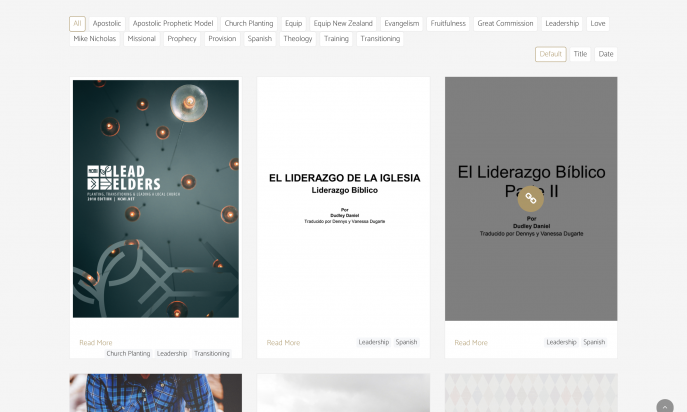 All Apostolic Apostolic Prophetic Model Church Planting Equip Equip New Zealand Evangelism Fruitfulness Great Commission Leadership Love
Mike Nicholas Missional Prophecy Provision Spanish Theology Training Transitioning
Default Title Date
NCMI LEAD
ELDERS
PLANTING, TRANSITIONING & LEADING A LOCAL CHURCH
2018 EDITION | NCMI.NET
Read More
Church Planting Leadership Transitioning
EL LIDERAZGO DE LA IGLESIA
Liderazgo Bíblico
Por
Dudley Daniel
Traducido por Dennys y Vanessa Dugarte
Read More
Leadership Spanish
El Liderazgo Bíblico
II
Por
Dudley Daniel
Traducido por Dennys y Vanessa Dugarte
Read More
Leadership Spanish